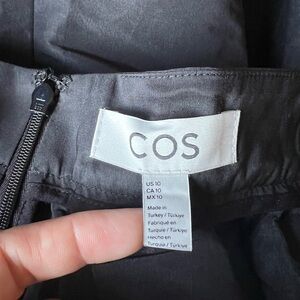 COS
US 10
CA 10
MX 10
Made in
Turkey / Türkiye
Fabriqué en
Turquie / Türkiye
Hecho en
Turquía / Türkiye